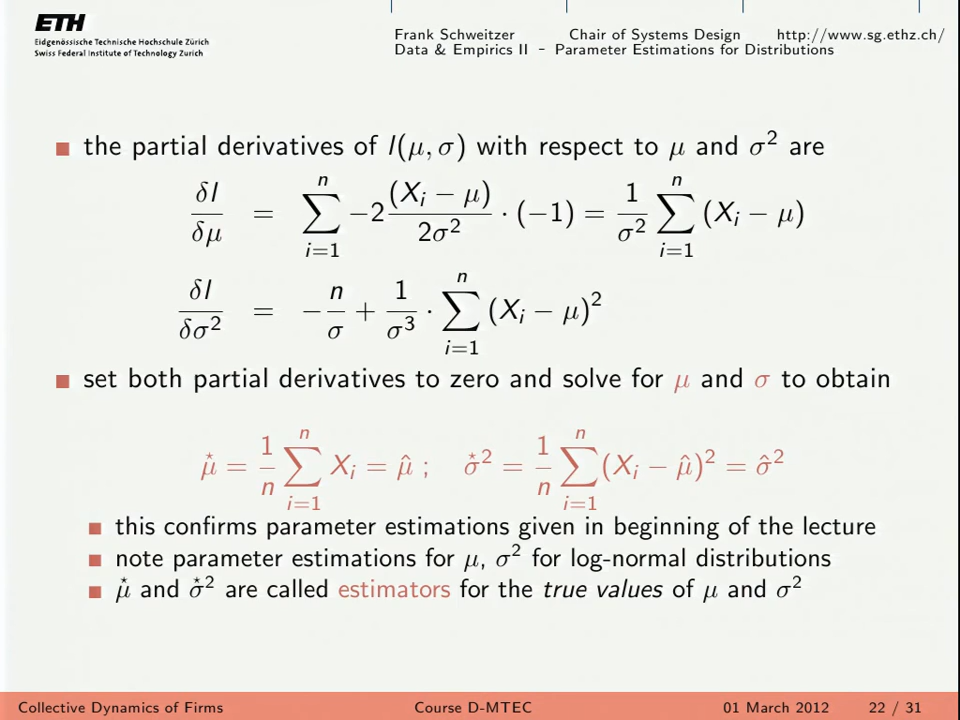 ETH
Eidgenössische Technische Hochschule Zürich
Swiss Federal Institute of Technology Zurich
Frank Schweitzer Chair of Systems Design http://www.sg.ethz.ch/
Data & Empirics II - Parameter Estimations for Distributions
■ the partial derivatives of l(μ, σ) with respect to μ and σ² are
δl/δμ = ∑_{i=1}^{n} −2 (X_i − μ)/2σ² · (−1) = 1/σ² ∑_{i=1}^{n} (X_i − μ)
δl/δσ² = − n/σ + 1/σ³ · ∑_{i=1}^{n} (X_i − μ)²
■ set both partial derivatives to zero and solve for μ and σ to obtain
μ̂* = 1/n ∑_{i=1}^{n} X_i = μ̂ ; σ*² = 1/n ∑_{i=1}^{n} (X_i − μ̂)² = σ̂²
■ this confirms parameter estimations given in beginning of the lecture
■ note parameter estimations for μ, σ² for log-normal distributions
■ μ* and σ*² are called estimators for the true values of μ and σ²
Collective Dynamics of Firms Course D-MTEC 01 March 2012 22 / 31